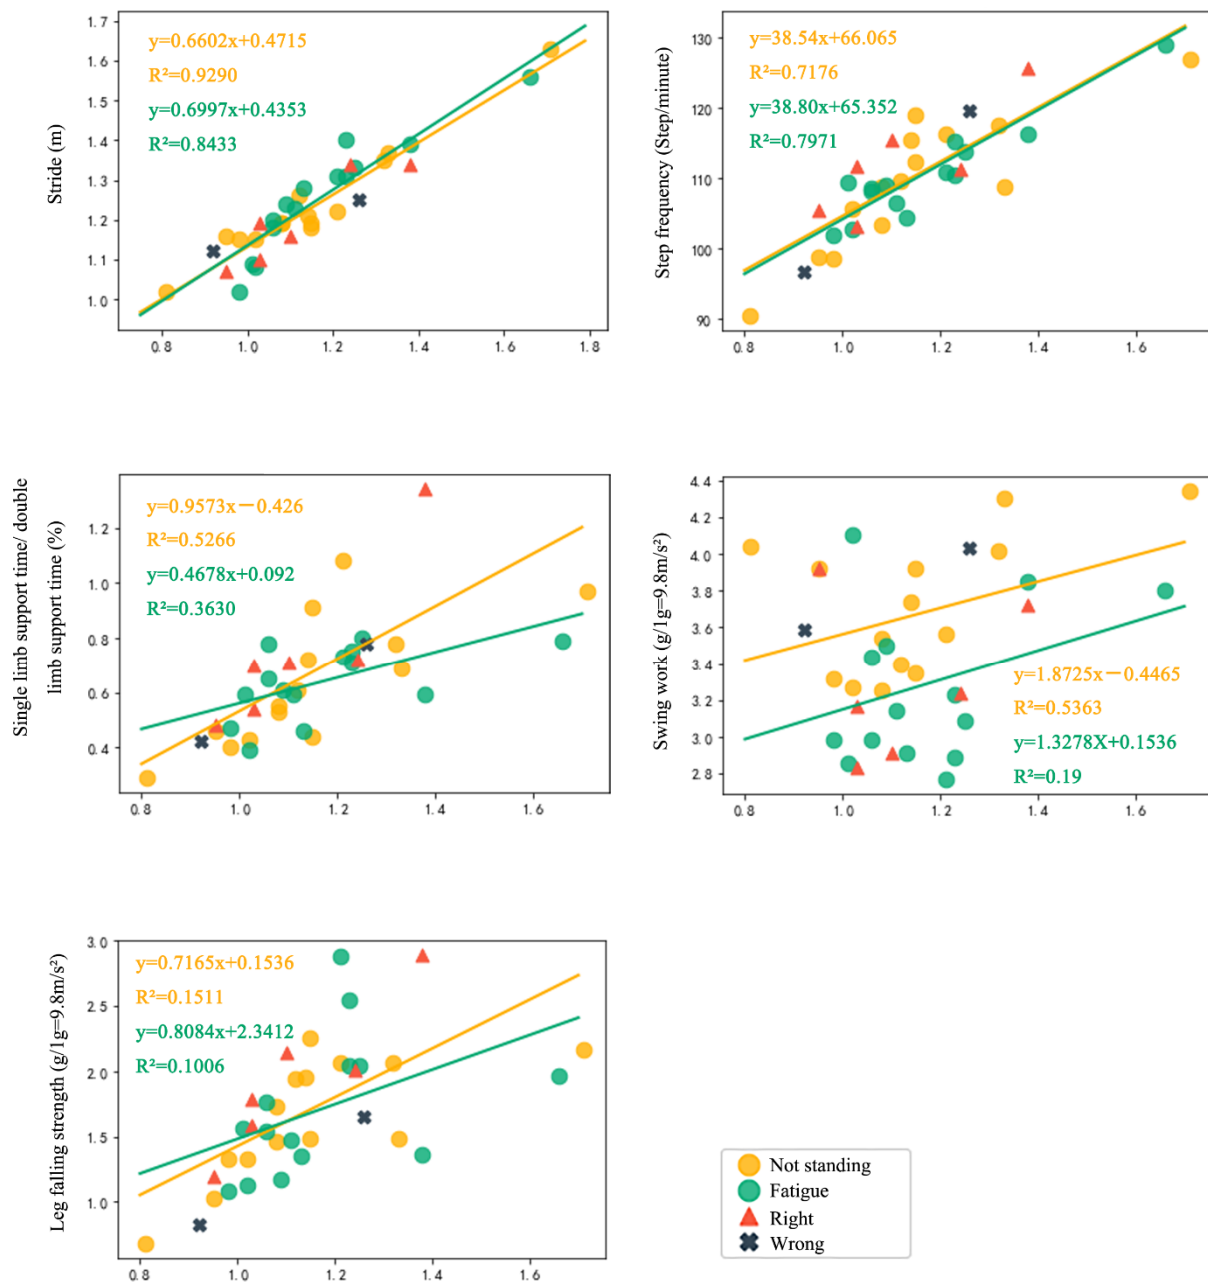 1.7
1.6
1.5
1.4
1.3
1.2
1.1
1.0
Stride (m)
y=0.6602x+0.4715
R²=0.9290
y=0.6997x+0.4353
R²=0.8433
0.8 1.0 1.2 1.4 1.6 1.8
130
120
110
100
90
Step frequency (Step/minute)
y=38.54x+66.065
R²=0.7176
y=38.80x+65.352
R²=0.7971
0.8 1.0 1.2 1.4 1.6
Single limb support time/ double
limb support time (%)
1.2
1.0
0.8
0.6
0.4
y=0.9573x−0.426
R²=0.5266
y=0.4678x+0.092
R²=0.3630
0.8 1.0 1.2 1.4 1.6
Swing work (g/1g=9.8m/s²)
4.4
4.2
4.0
3.8
3.6
3.4
3.2
3.0
2.8
y=1.8725x−0.4465
R²=0.5363
y=1.3278X+0.1536
R²=0.19
0.8 1.0 1.2 1.4 1.6
Leg falling strength (g/1g=9.8m/s²)
3.0
2.5
2.0
1.5
1.0
y=0.7165x+0.1536
R²=0.1511
y=0.8084x+2.3412
R²=0.1006
0.8 1.0 1.2 1.4 1.6
Not standing
Fatigue
Right
Wrong